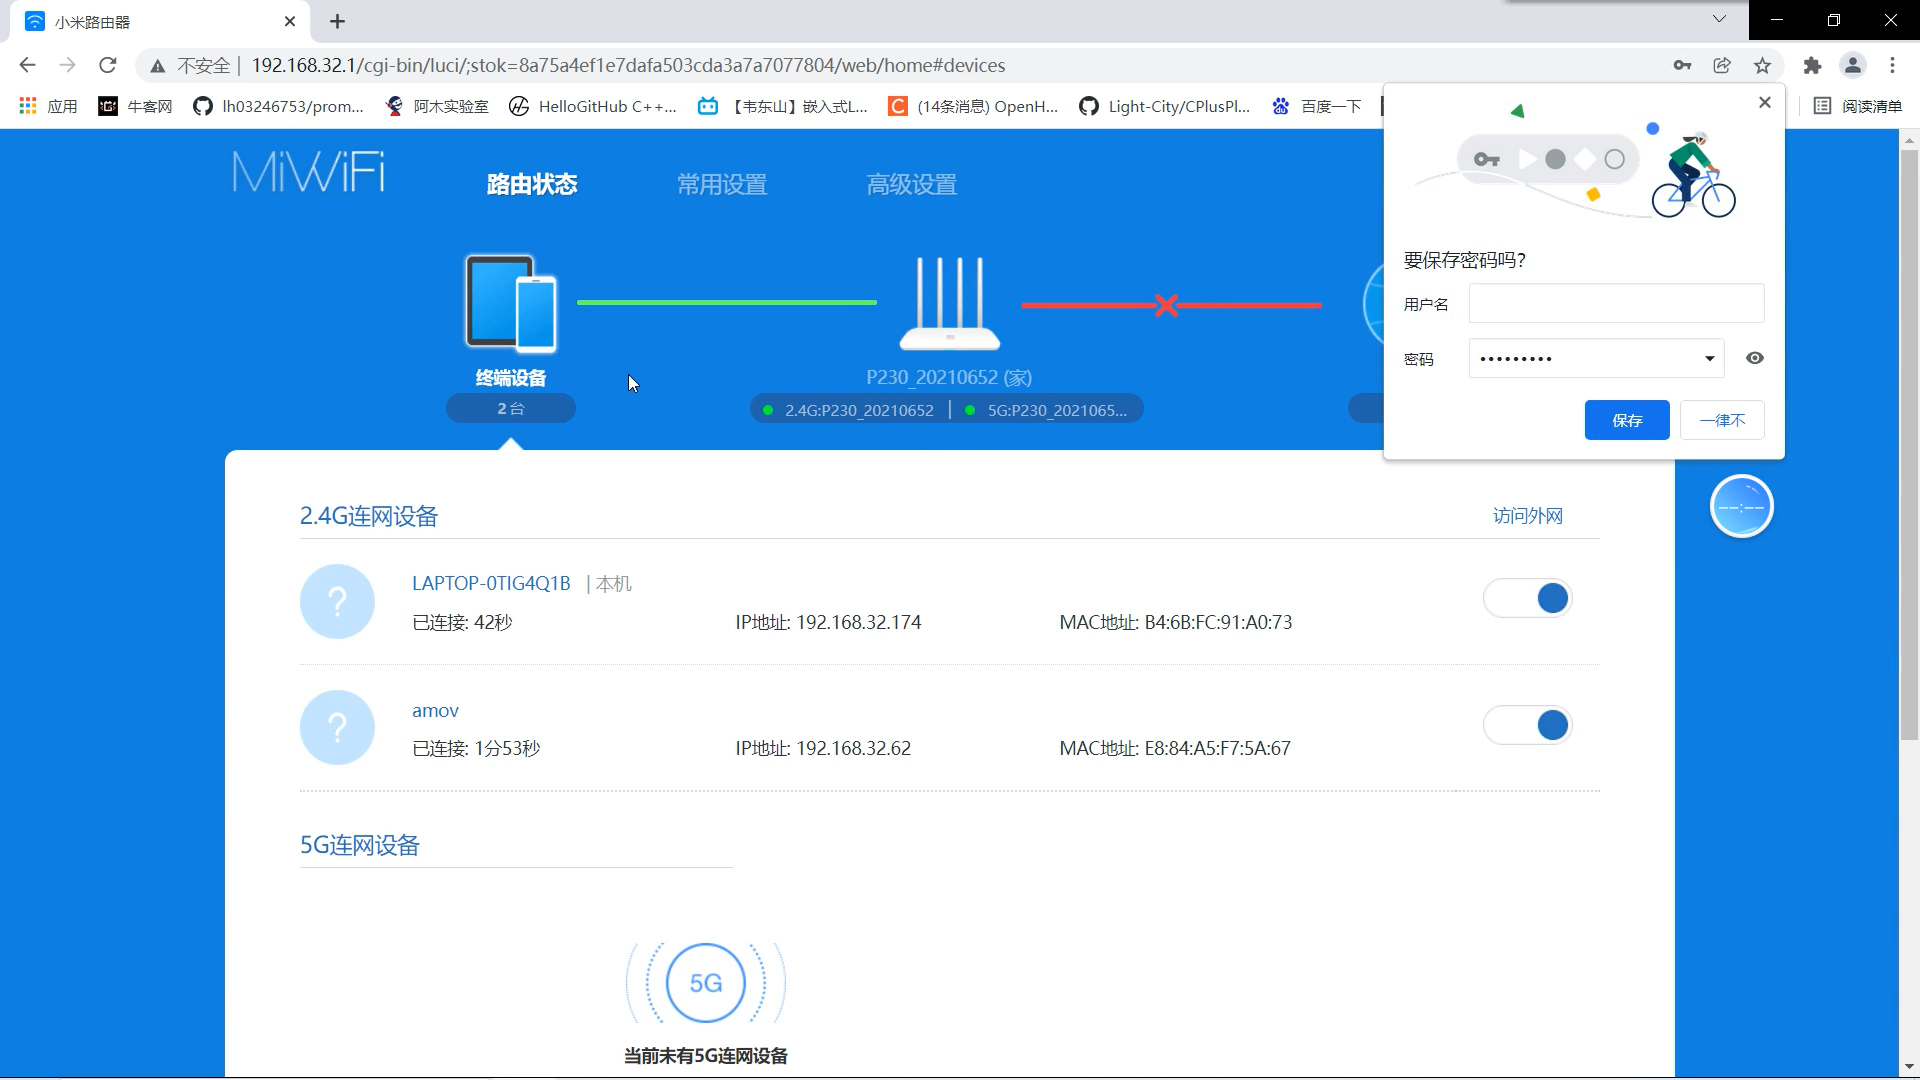 小米路由器
不安全 | 192.168.32.1/cgi-bin/luci/;stok=8a75a4ef1e7dafa503cda3a7a7077804/web/home#devices
应用 牛客网 lh03246753/prom... 阿木实验室 HelloGitHub C++... 【韦东山】嵌入式L... (14条消息) OpenH... Light-City/CPlusPl... 百度一下 阅读清单
MiWiFi 路由状态 常用设置 高级设置
要保存密码吗?
用户名
密码 •••••••••
保存 一律不
终端设备 P230_20210652 (家)
2台 2.4G:P230_20210652 | 5G:P230_2021065...
2.4G连网设备 访问外网
LAPTOP-0TIG4Q1B | 本机
已连接: 42秒 IP地址: 192.168.32.174 MAC地址: B4:6B:FC:91:A0:73
amov
已连接: 1分53秒 IP地址: 192.168.32.62 MAC地址: E8:84:A5:F7:5A:67
5G连网设备
5G
当前未有5G连网设备